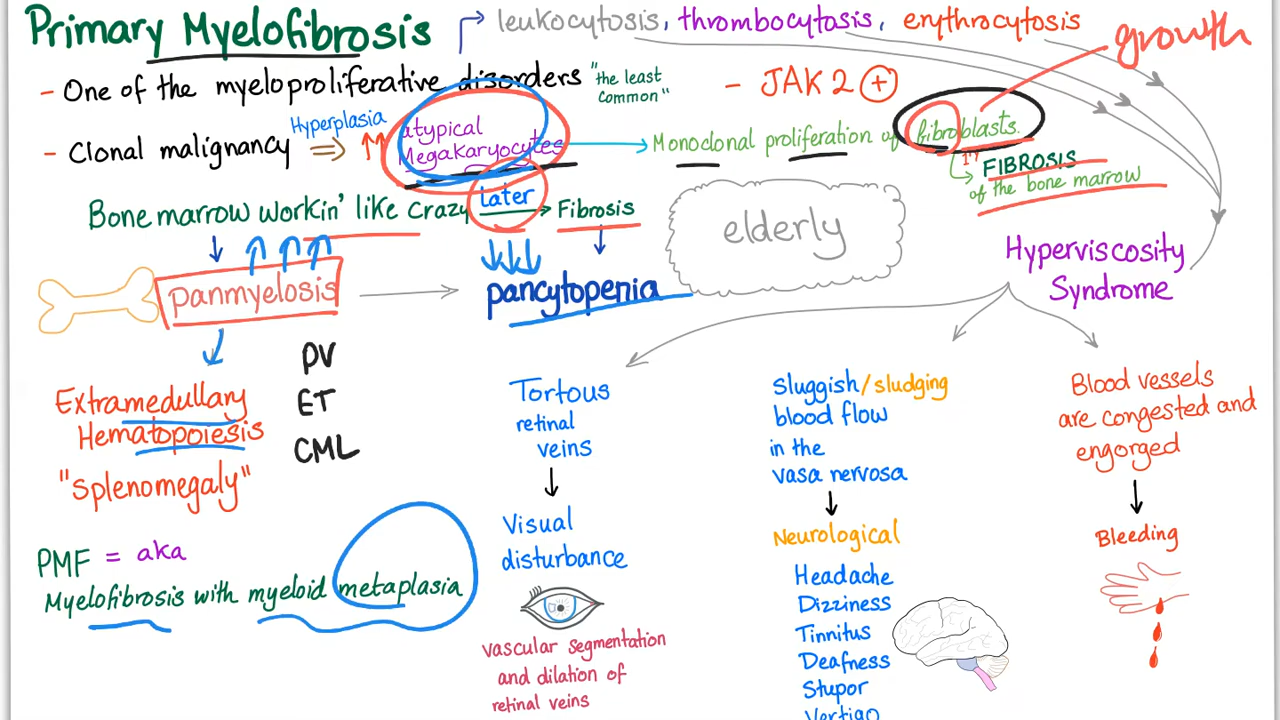 Primary Myelofibrosis
leukocytosis, thrombocytosis, erythrocytosis
growth
- One of the myeloproliferative disorders "the least common"
- JAK 2 (+)
- Clonal malignancy Hyperplasia ⇒ ↑↑ atypical Megakaryocytes → Monoclonal proliferation of fibroblasts.
↑↑ FIBROSIS
of the bone marrow
Bone marrow workin' like crazy later → Fibrosis
elderly
panmyelosis → pancytopenia
Hyperviscosity
Syndrome
Extramedullary
Hematopoiesis
"Splenomegaly"
PV
ET
CML
PMF = aka
Myelofibrosis with myeloid metaplasia
Tortous
retinal
veins
Visual
disturbance
vascular segmentation
and dilation of
retinal veins
Sluggish/sludging
blood flow
in the
vasa nervosa
Neurological
Headache
Dizziness
Tinnitus
Deafness
Stupor
Vertigo
Blood vessels
are congested and
engorged
Bleeding